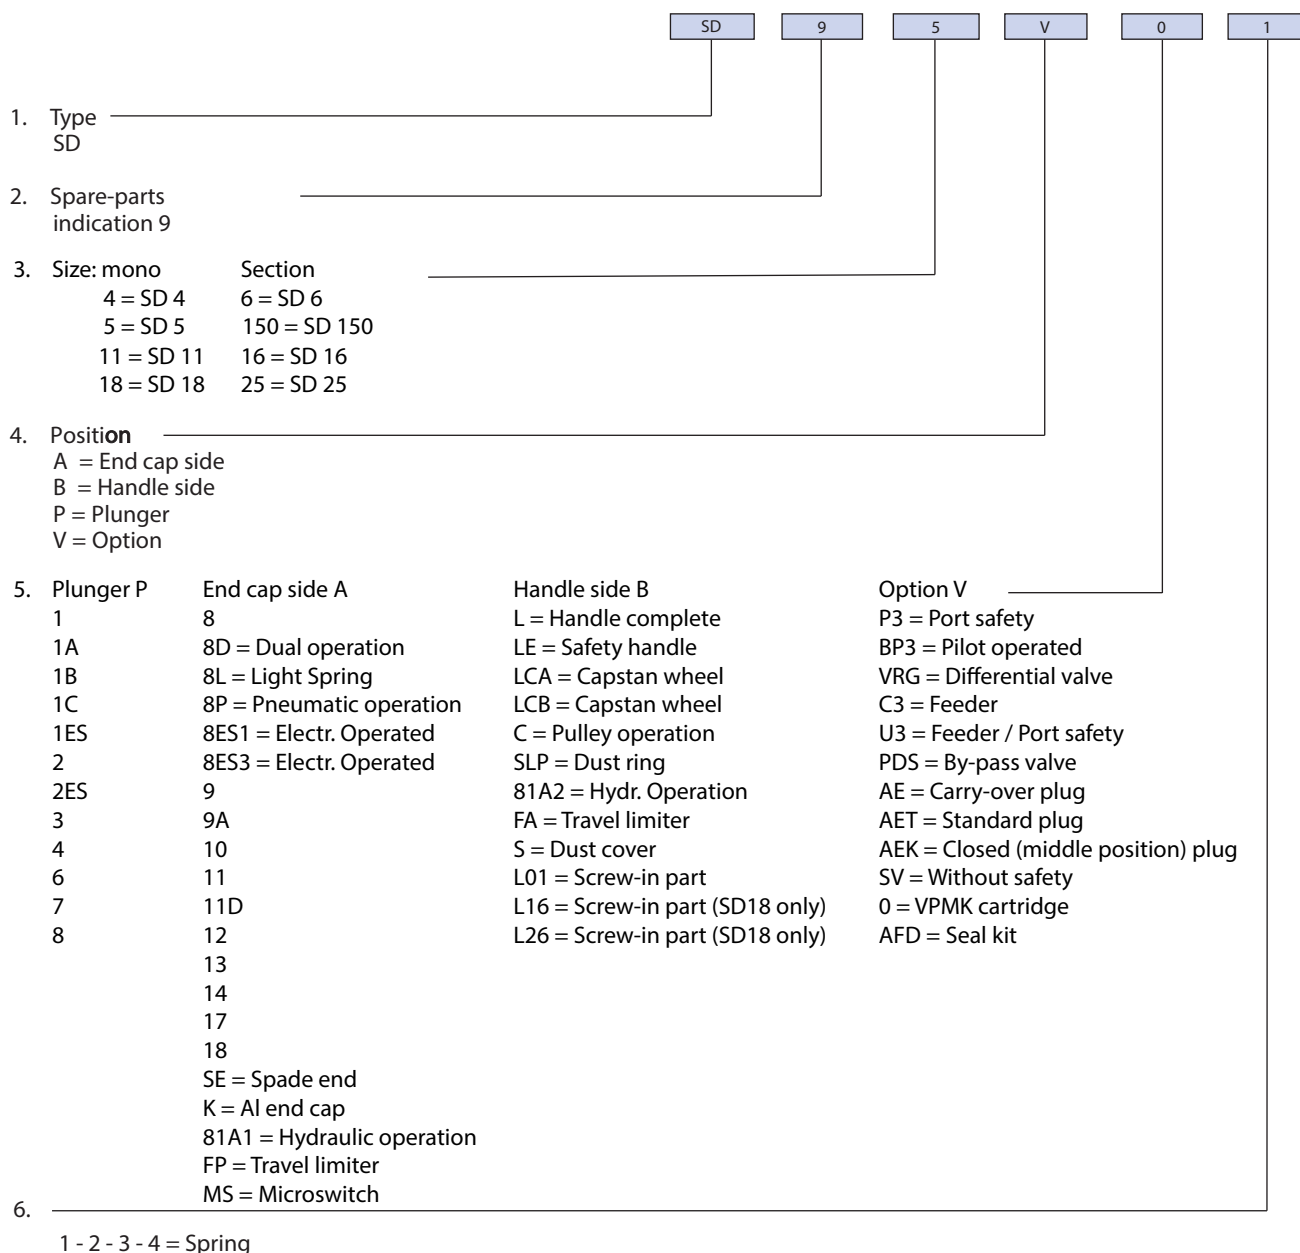 SD 9 5 V 0 1
1. Type
SD
2. Spare-parts
indication 9
3. Size: mono Section
4 = SD 4 6 = SD 6
5 = SD 5 150 = SD 150
11 = SD 11 16 = SD 16
18 = SD 18 25 = SD 25
4. Position
A = End cap side
B = Handle side
P = Plunger
V = Option
5. Plunger P End cap side A Handle side B Option V
1 8 L = Handle complete P3 = Port safety
1A 8D = Dual operation LE = Safety handle BP3 = Pilot operated
1B 8L = Light Spring LCA = Capstan wheel VRG = Differential valve
1C 8P = Pneumatic operation LCB = Capstan wheel C3 = Feeder
1ES 8ES1 = Electr. Operated C = Pulley operation U3 = Feeder / Port safety
2 8ES3 = Electr. Operated SLP = Dust ring PDS = By-pass valve
2ES 9 81A2 = Hydr. Operation AE = Carry-over plug
3 9A FA = Travel limiter AET = Standard plug
4 10 S = Dust cover AEK = Closed (middle position) plug
6 11 L01 = Screw-in part SV = Without safety
7 11D L16 = Screw-in part (SD18 only) 0 = VPMK cartridge
8 12 L26 = Screw-in part (SD18 only) AFD = Seal kit
13
14
17
18
SE = Spade end
K = Al end cap
81A1 = Hydraulic operation
FP = Travel limiter
MS = Microswitch
6.
1 - 2 - 3 - 4 = Spring